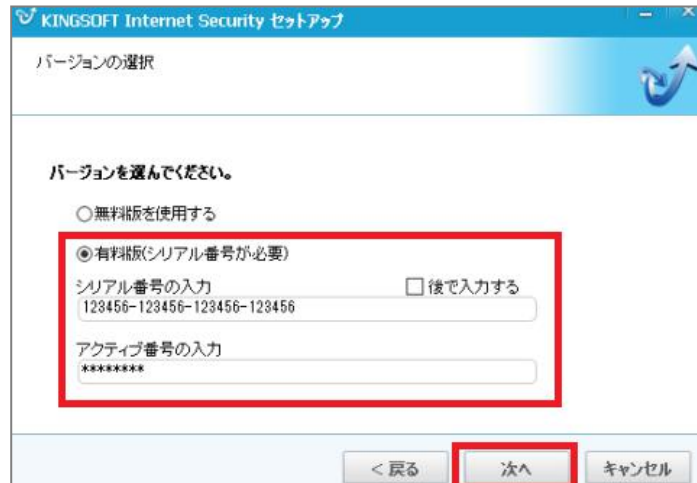 KINGSOFT Internet Security セットアップ
バージョンの選択
バージョンを選んでください。
無料版を使用する
有料版(シリアル番号が必要)
シリアル番号の入力 後で入力する
123456-123456-123456-123456
アクティブ番号の入力
********
< 戻る 次へ キャンセル